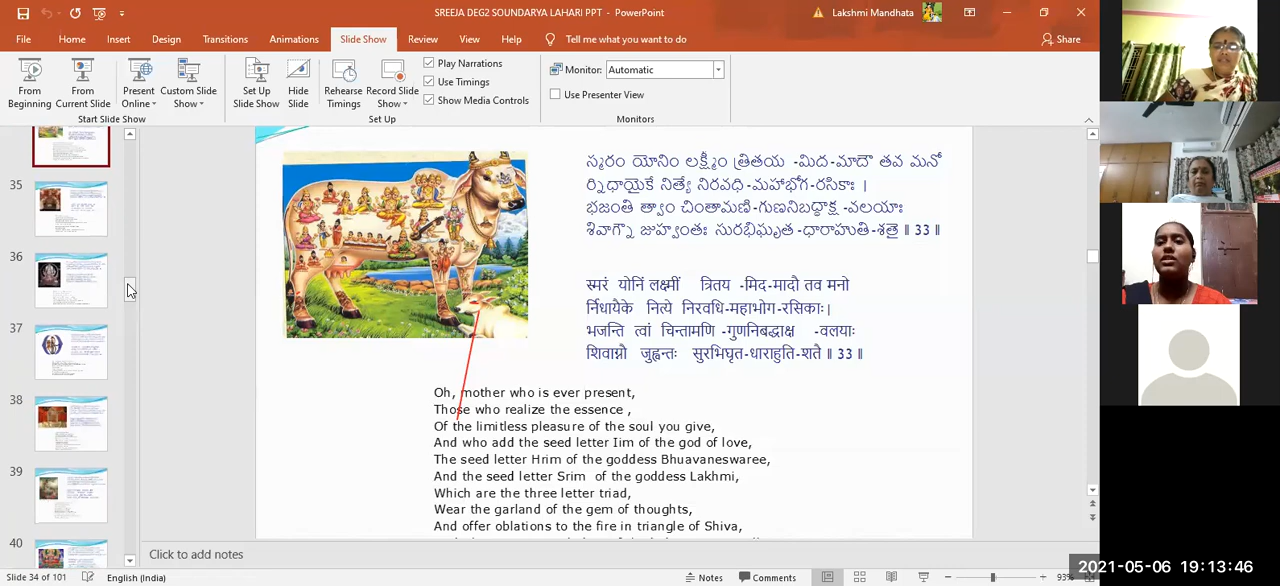 SREEJA DEG2 SOUNDARYA LAHARI PPT - PowerPoint
Lakshmi Mandhata
File Home Insert Design Transitions Animations Slide Show Review View Help Tell me what you want to do Share
From Beginning
From Current Slide
Present Online
Custom Slide Show
Start Slide Show
Set Up Slide Show
Hide Slide
Rehearse Timings
Record Slide Show
Play Narrations
Use Timings
Show Media Controls
Set Up
Monitor: Automatic
Use Presenter View
Monitors
35
36
37
38
39
40
స్మరం యోనిం లక్ష్మీం త్రితయ -మిద-మాదౌ తవ మనో
ర్నిధాయైకే నిత్యే నిరవధి-మహాభోగ-రసికాః |
భజంతి త్వాం చింతామణి-గుణనిబద్ధాక్ష -వలయాః
శివాగ్నౌ జుహ్వంతః సురభిఘృత -ధారాహుతి -శతై ‖ 33 ‖
स्मरं योनिं लक्ष्मीं त्रितय -मिद-मादौ तव मनो
र्निधायैके नित्ये निरवधि-महाभोग-रसिकाः|
भजन्ति त्वां चिन्तामणि -गुणनिबद्धाक्ष -वलयाः
शिवाग्नौ जुह्वन्तः सुरभिघृत-धाराहुति-शतै ‖ 33 ‖
Oh, mother who is ever present,
Those who realize the essence ,
Of the limitless pleasure of the soul you give,
And who add the seed letter Iim of the god of love,
The seed letter Hrim of the goddess Bhuavaneswaree,
And the seed letter Srim of the goddess Lakhmi,
Which are the three letter triad,
Wear the garland of the gem of thoughts,
And offer oblations to the fire in triangle of Shiva,
Click to add notes
Slide 34 of 101 English (India) Notes Comments 93%
2021-05-06 19:13:46